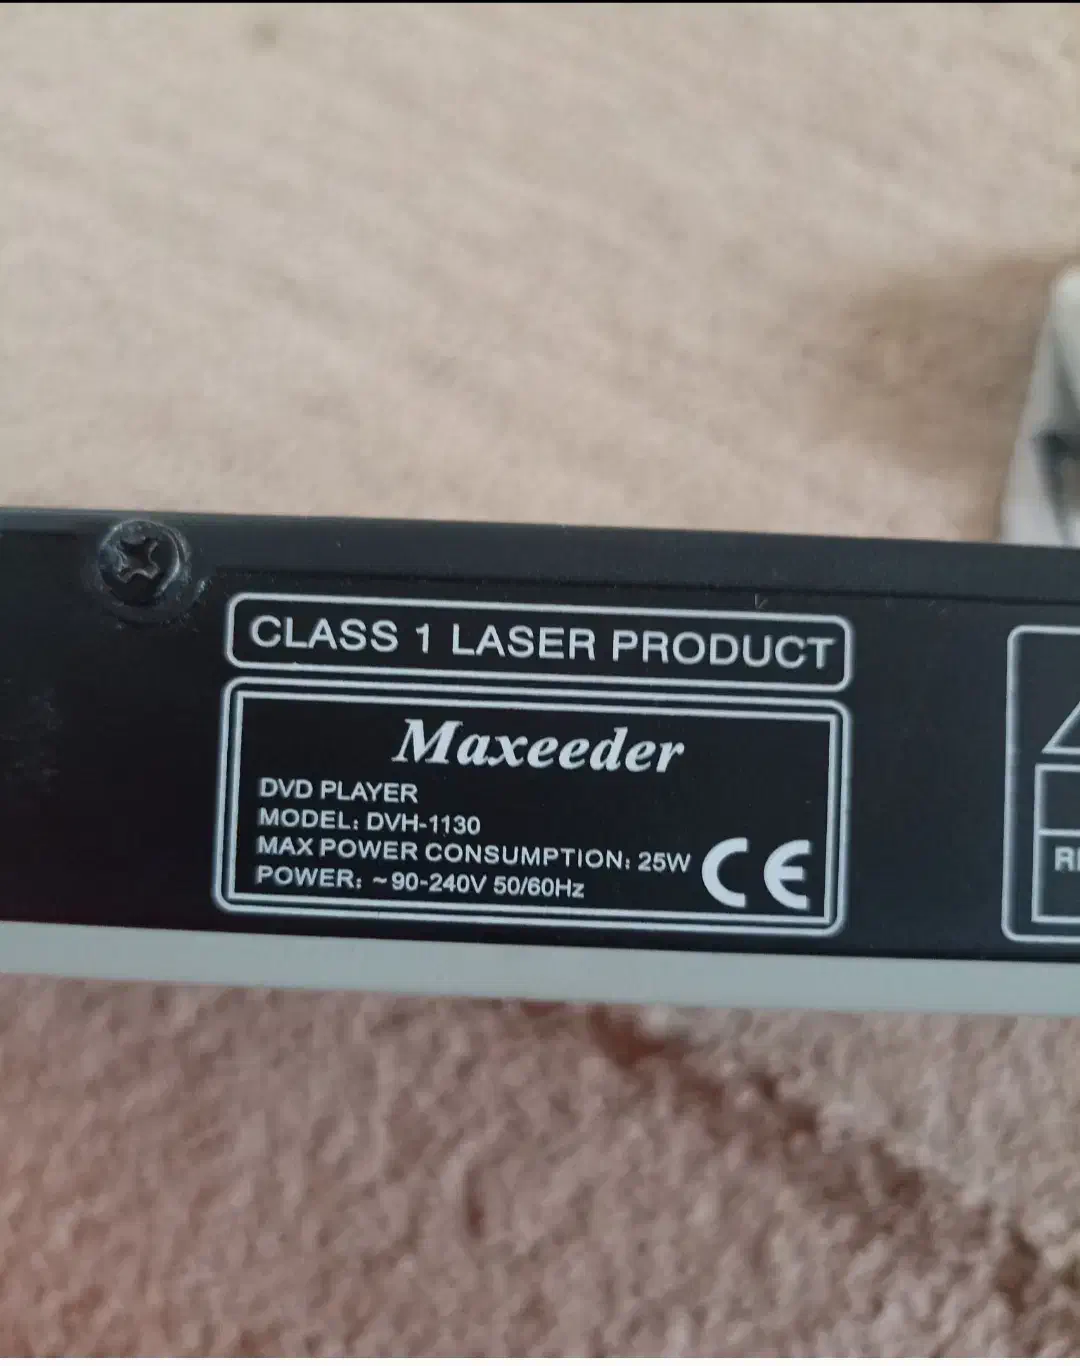 CLASS 1 LASER PRODUCT
Maxeeder
DVD PLAYER
MODEL: DVH-1130
MAX POWER CONSUMPTION: 25W
POWER: ~90-240V 50/60Hz
CE